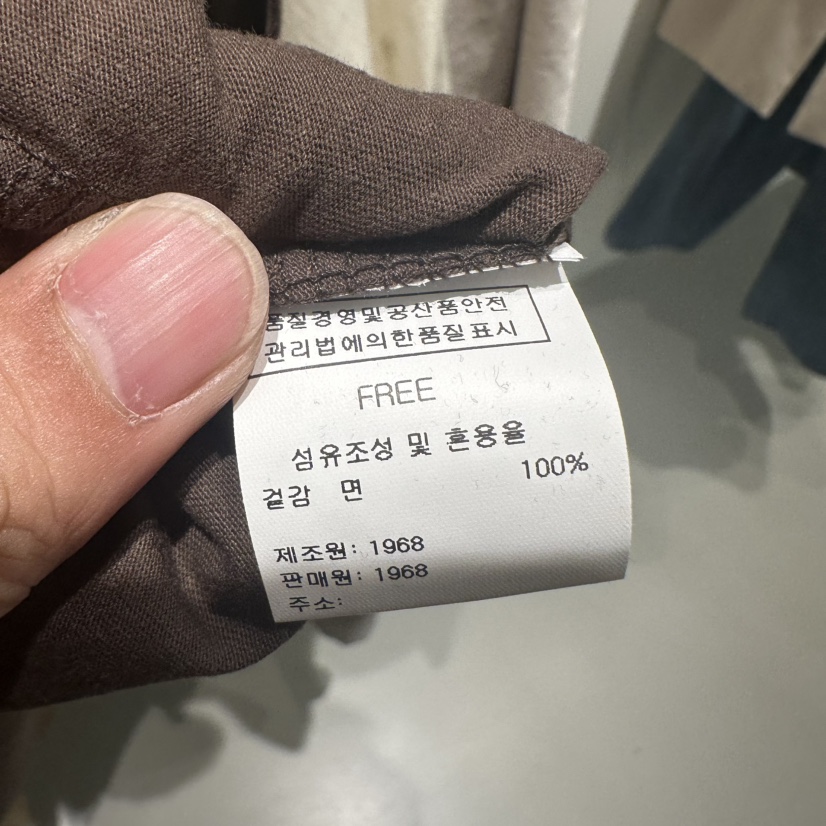 품질경영및공산품안전
관리법에의한품질표시
FREE
섬유조성 및 혼용율
겉감 면 100%
제조원: 1968
판매원: 1968
주소: